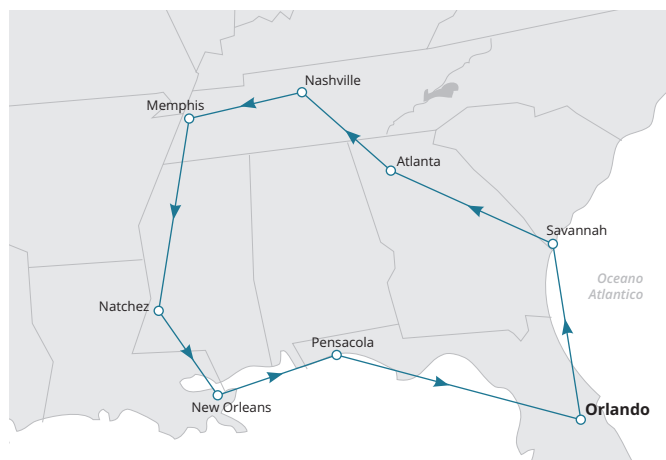 Nashville
Memphis
Atlanta
Savannah
Oceano
Atlantico
Natchez
Pensacola
New Orleans
Orlando